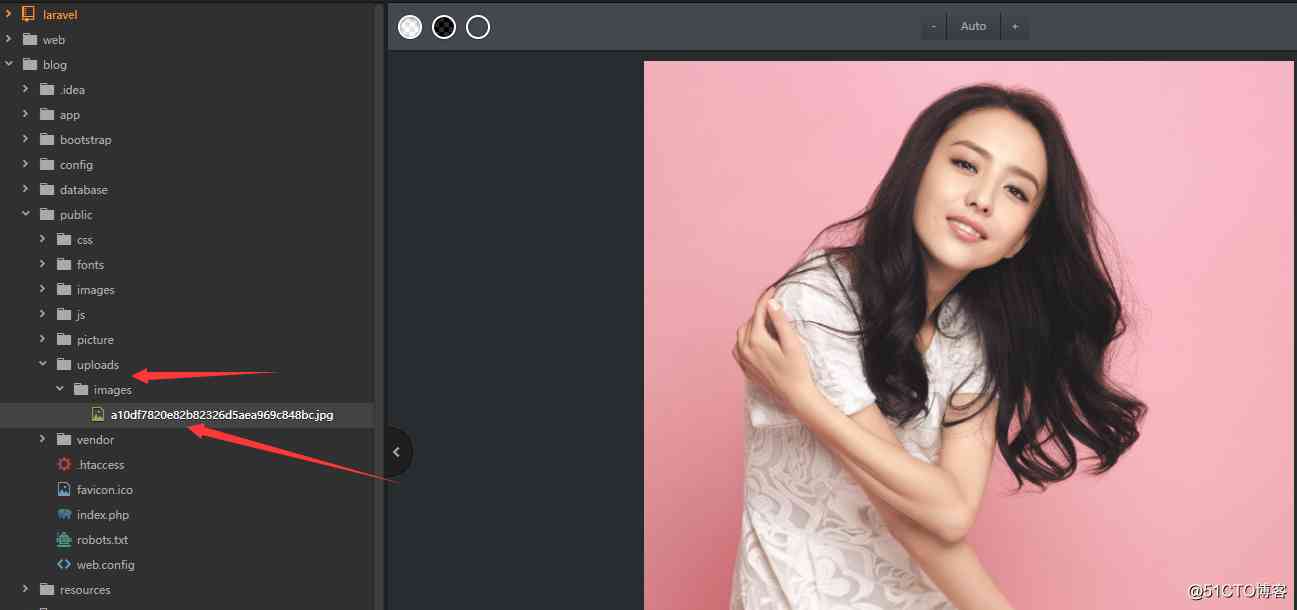 laravel
web
blog
.idea
app
bootstrap
config
database
public
css
fonts
images
js
picture
uploads
images
a10df7820e82b82326d5aea969c848bc.jpg
vendor
.htaccess
favicon.ico
index.php
robots.txt
web.config
resources
- Auto +
@51CTO博客